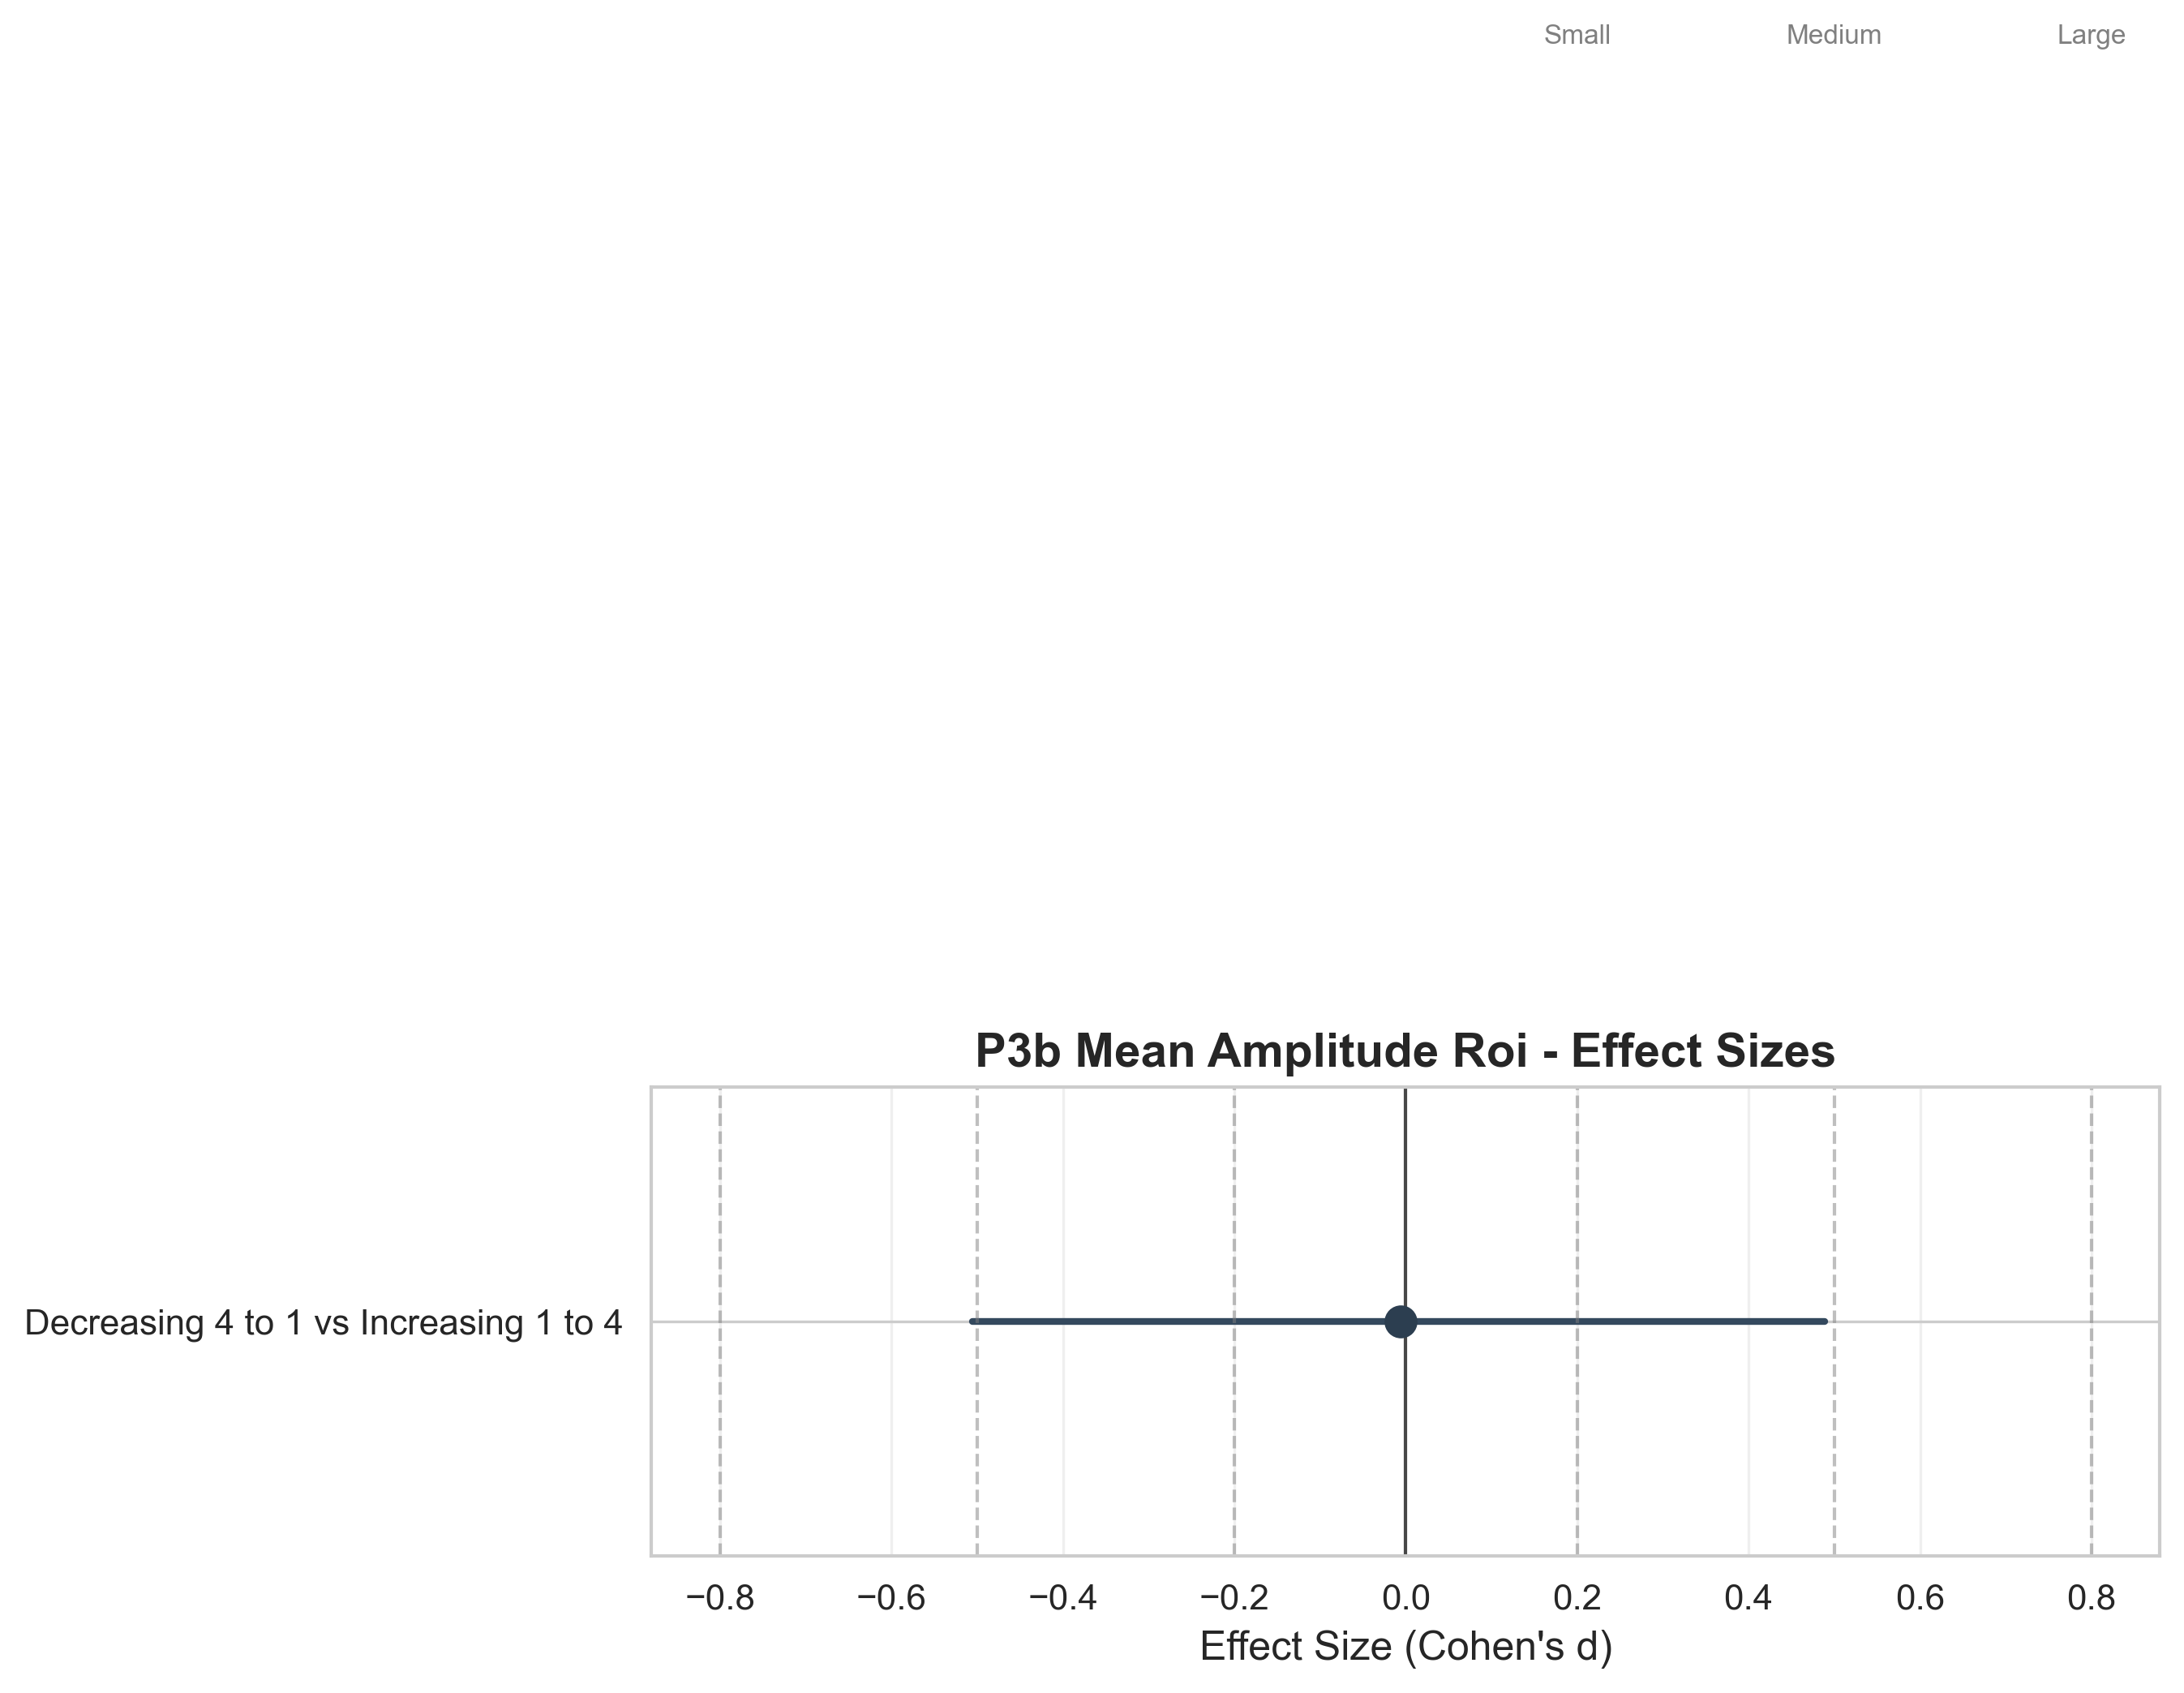 Small Medium Large
P3b Mean Amplitude Roi - Effect Sizes
Decreasing 4 to 1 vs Increasing 1 to 4
−0.8 −0.6 −0.4 −0.2 0.0 0.2 0.4 0.6 0.8
Effect Size (Cohen's d)